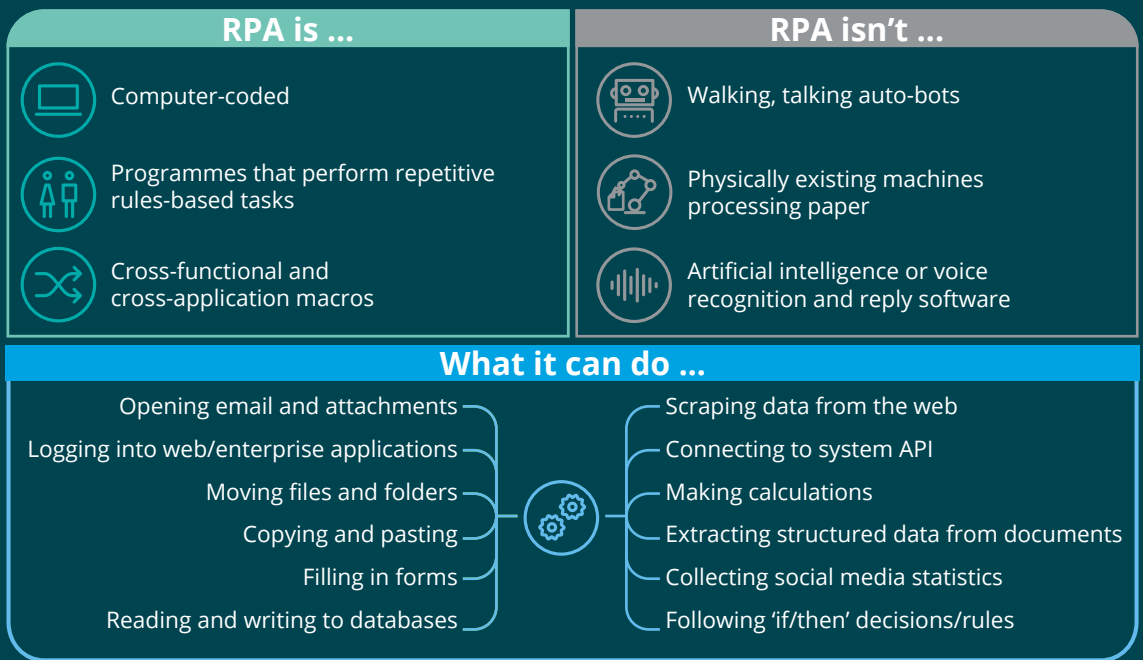 RPA is ...
Computer-coded
Programmes that perform repetitive
rules-based tasks
Cross-functional and
cross-application macros
RPA isn't ...
Walking, talking auto-bots
Physically existing machines
processing paper
Artificial intelligence or voice
recognition and reply software
What it can do ...
Opening email and attachments
Logging into web/enterprise applications
Moving files and folders
Copying and pasting
Filling in forms
Reading and writing to databases
Scraping data from the web
Connecting to system API
Making calculations
Extracting structured data from documents
Collecting social media statistics
Following ‘if/then’ decisions/rules